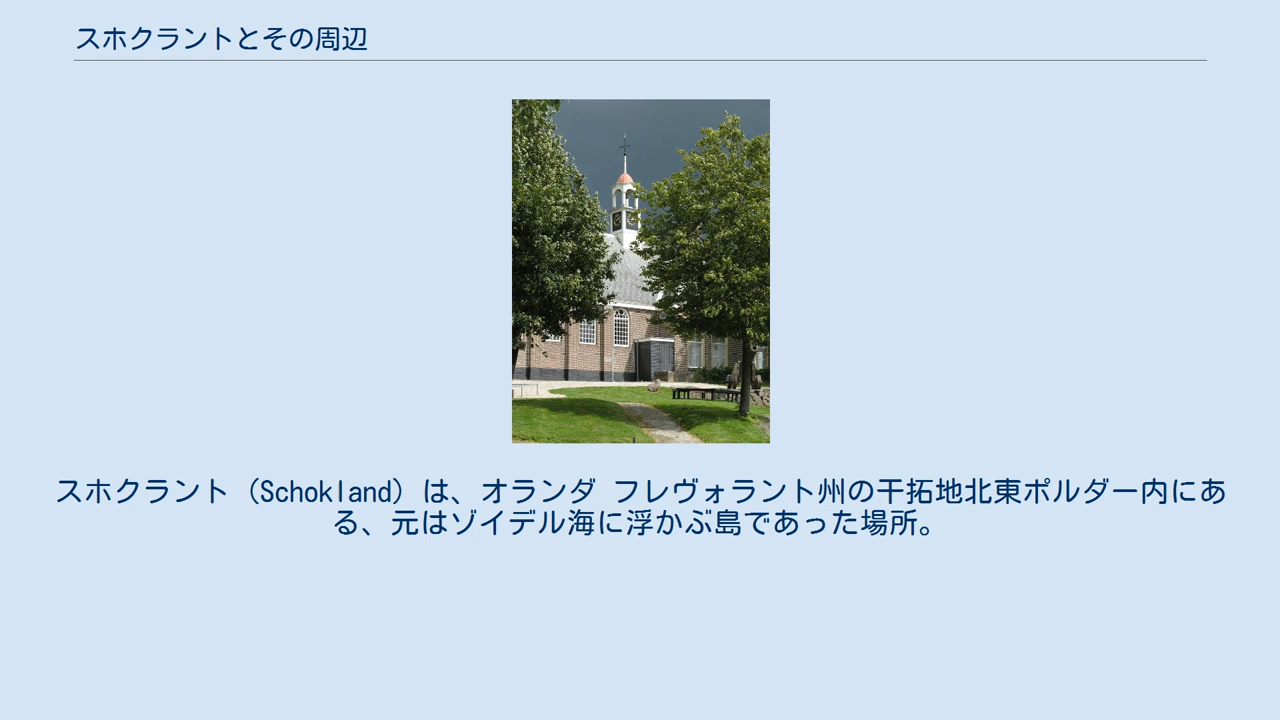 スホクラントとその周辺
スホクラント（Schokland）は、オランダ フレヴォラント州の干拓地北東ポルダー内にあ
る、元はゾイデル海に浮かぶ島であった場所。